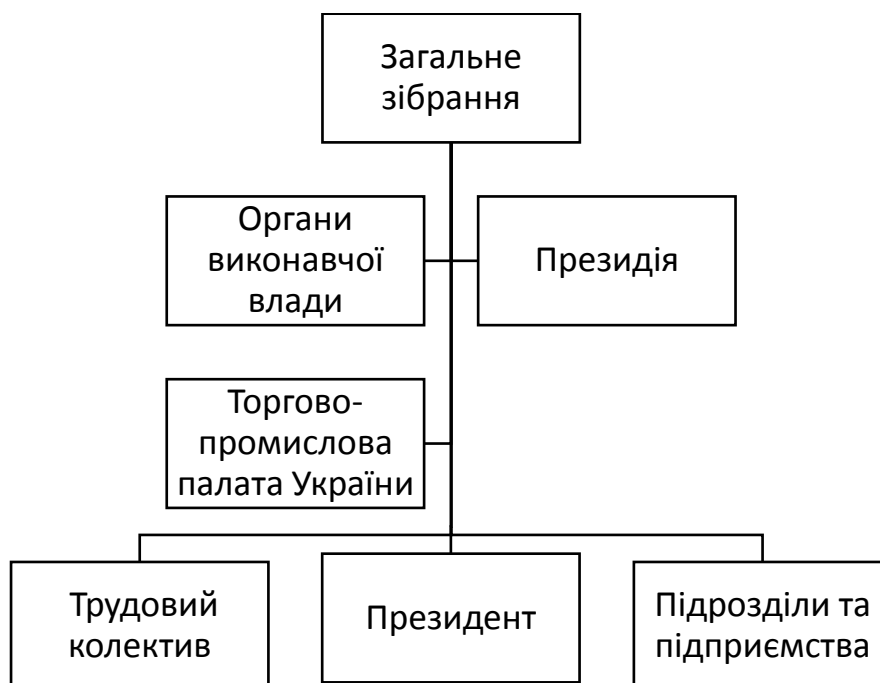 Загальне
зібрання
Органи
виконавчої
влади
Президія
Торгово-
промислова
палата України
Трудовий
колектив
Президент
Підрозділи та
підприємства